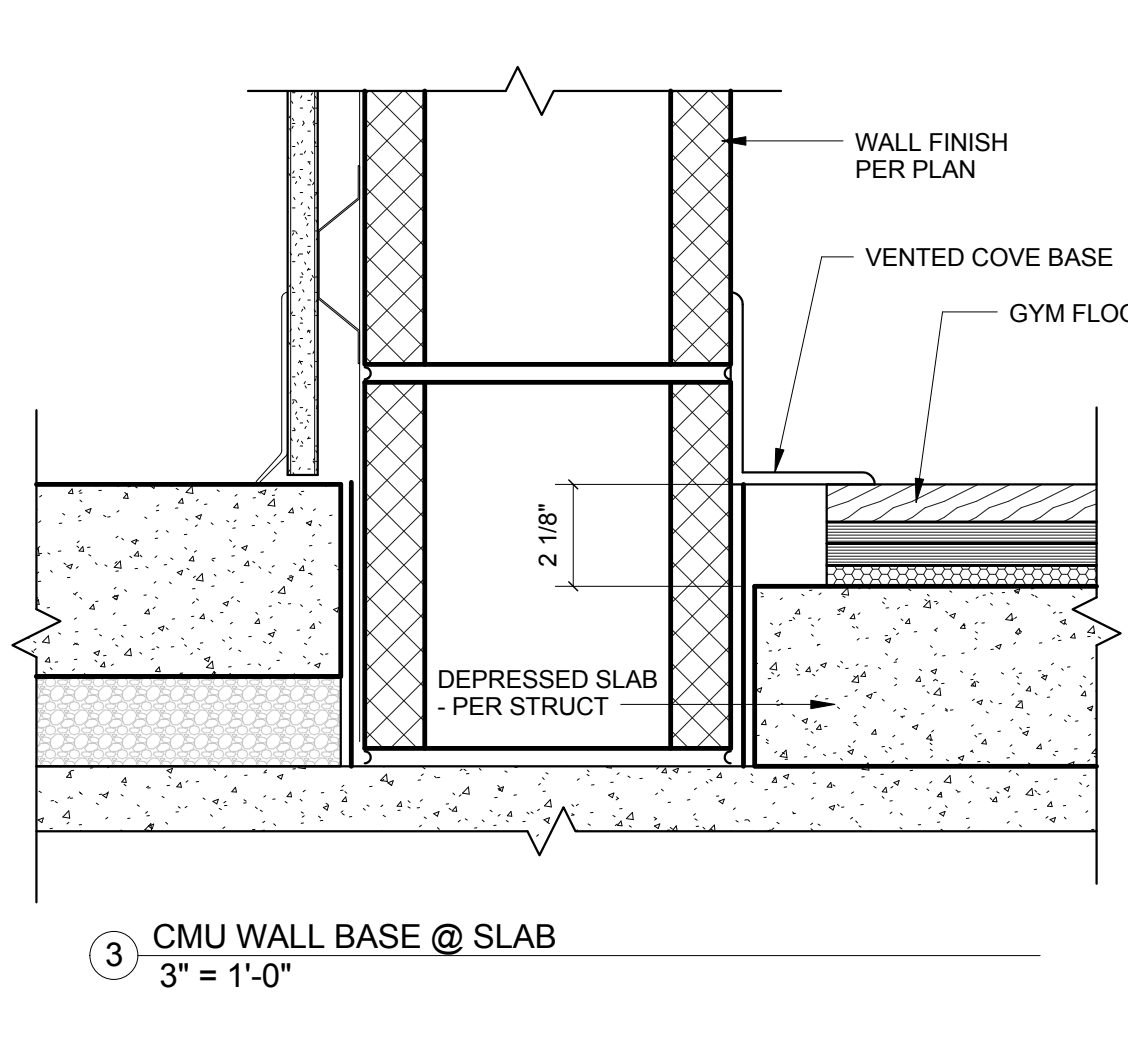 WALL FINISH
PER PLAN
VENTED COVE BASE
GYM
2 1/8"
DEPRESSED SLAB
- PER STRUCT
3
CMU WALL BASE @ SLAB
3" = 1'-0"